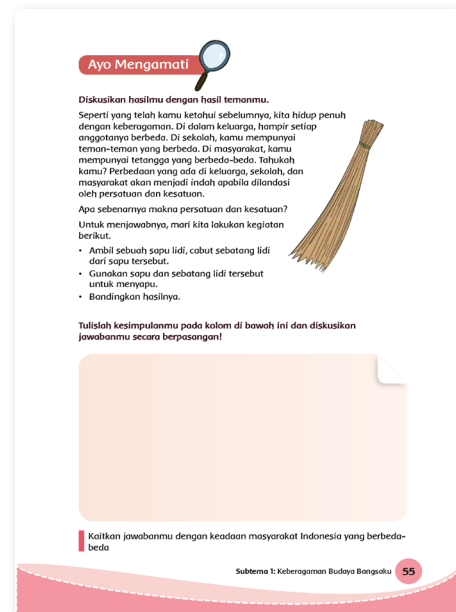 Ayo Mengamati
Diskusikan hasilmu dengan hasil temanmu.
Seperti yang telah kamu ketahui sebelumnya, kita hidup penuh
dengan keberagaman. Di dalam keluarga, hampir setiap
anggotanya berbeda. Di sekolah, kamu mempunyai
teman-teman yang berbeda. Di masyarakat, kamu
mempunyai tetangga yang berbeda-beda. Tahukah
kamu? Perbedaan yang ada di keluarga, sekolah, dan
masyarakat akan menjadi indah apabila dilandasi
oleh persatuan dan kesatuan.
Apa sebenarnya makna persatuan dan kesatuan?
Untuk menjawabnya, mari kita lakukan kegiatan
berikut.
• Ambil sebuah sapu lidi, cabut sebatang lidi
dari sapu tersebut.
• Gunakan sapu dan sebatang lidi tersebut
untuk menyapu.
• Bandingkan hasilnya.
Tulislah kesimpulanmu pada kolom di bawah ini dan diskusikan
jawabanmu secara berpasangan!
Kaitkan jawabanmu dengan keadaan masyarakat Indonesia yang berbeda-
beda
Subtema 1: Keberagaman Budaya Bangsaku 55